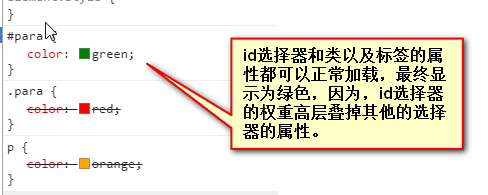 }
#para
color: green;
}
.para {
color: red;
}
p {
color: orange;
}
id选择器和类以及标签的属
性都可以正常加载，最终显
示为绿色，因为，id选择器
的权重高层叠掉其他的选择
器的属性。